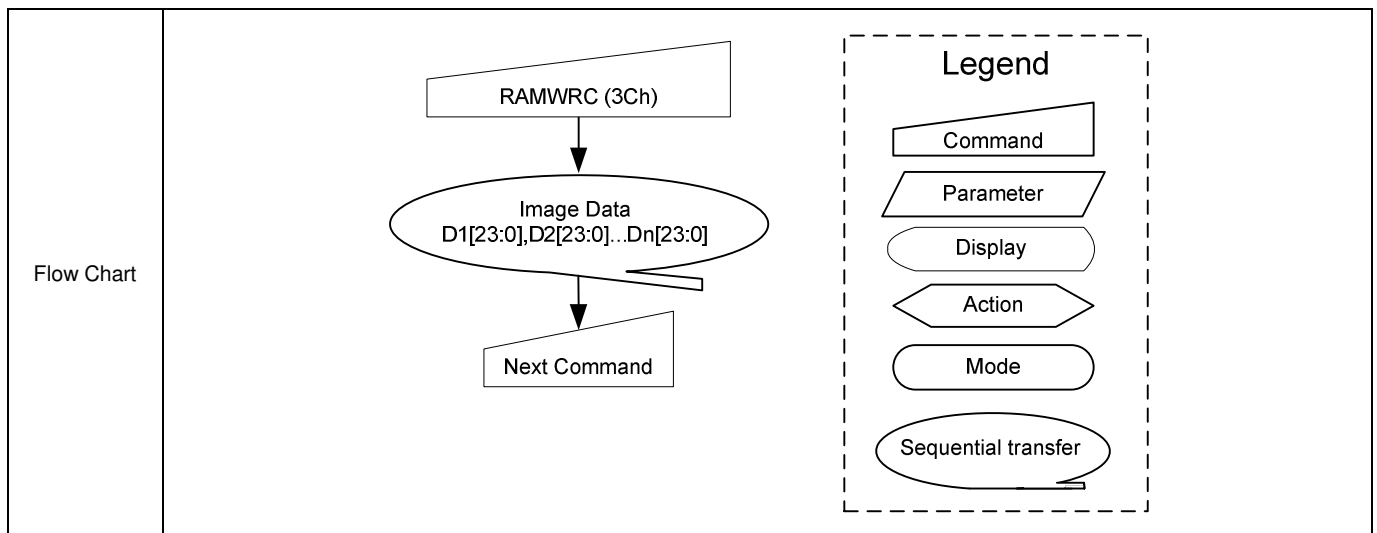 Flow Chart
RAMWRC (3Ch)
Image Data
D1[23:0],D2[23:0]...Dn[23:0]
Next Command
Legend
Command
Parameter
Display
Action
Mode
Sequential transfer